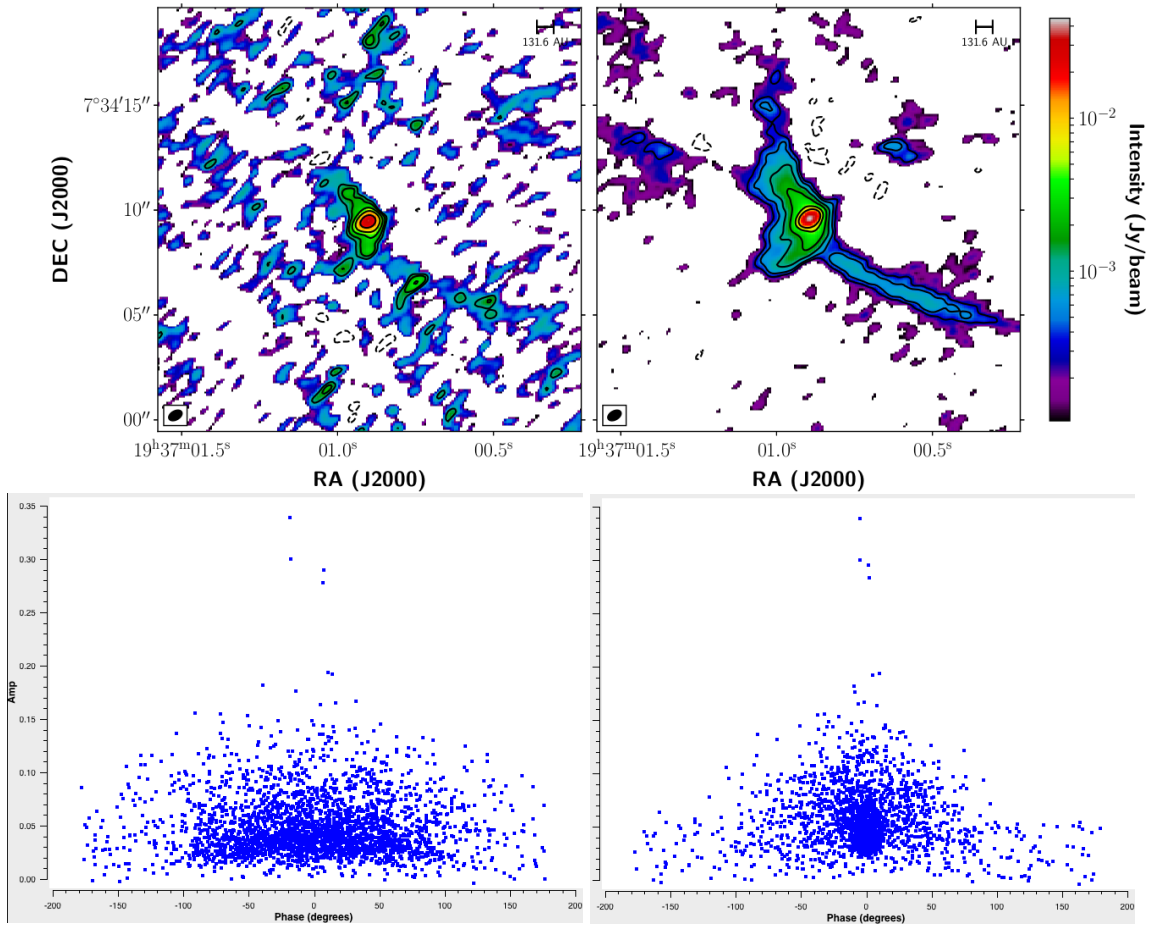 131.6 AU
131.6 AU
7°34′15″
10″
05″
00″
DEC (J2000)
19ʰ37ᵐ01.5ˢ
01.0ˢ
00.5ˢ
RA (J2000)
19ʰ37ᵐ01.5ˢ
01.0ˢ
00.5ˢ
RA (J2000)
10⁻²
10⁻³
Intensity (Jy/beam)
0.35
0.30
0.25
0.20
0.15
0.10
0.05
0.00
Amp
-200 -150 -100 -50 0 50 100 150 200
Phase (degrees)
-200 -150 -100 -50 0 50 100 150 200
Phase (degrees)